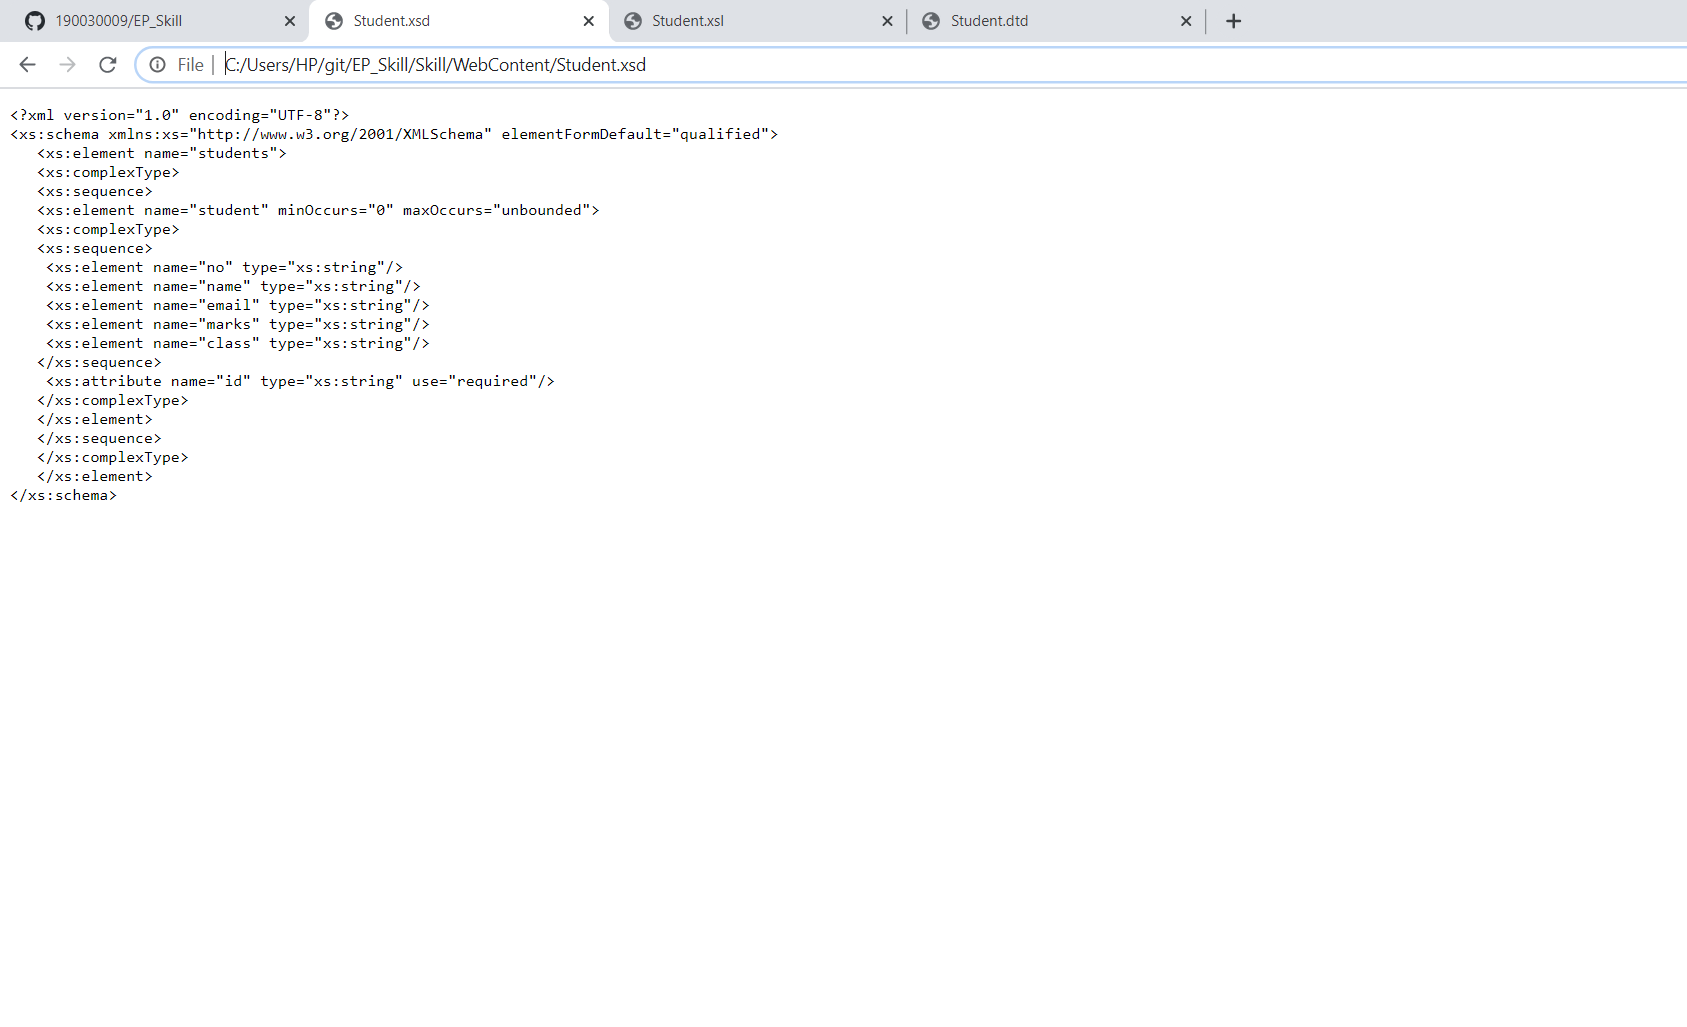 190030009/EP_Skill Student.xsd Student.xsl Student.dtd
File C:/Users/HP/git/EP_Skill/Skill/WebContent/Student.xsd
<?xml version="1.0" encoding="UTF-8"?>
<xs:schema xmlns:xs="http://www.w3.org/2001/XMLSchema" elementFormDefault="qualified">
   <xs:element name="students">
   <xs:complexType>
   <xs:sequence>
   <xs:element name="student" minOccurs="0" maxOccurs="unbounded">
   <xs:complexType>
   <xs:sequence>
    <xs:element name="no" type="xs:string"/>
    <xs:element name="name" type="xs:string"/>
    <xs:element name="email" type="xs:string"/>
    <xs:element name="marks" type="xs:string"/>
    <xs:element name="class" type="xs:string"/>
   </xs:sequence>
    <xs:attribute name="id" type="xs:string" use="required"/>
   </xs:complexType>
   </xs:element>
   </xs:sequence>
   </xs:complexType>
   </xs:element>
</xs:schema>